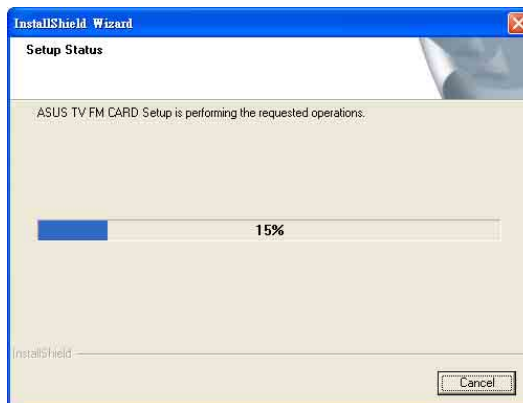 InstallShield Wizard
Setup Status
ASUS TV FM CARD Setup is performing the requested operations.
15%
InstallShield
Cancel